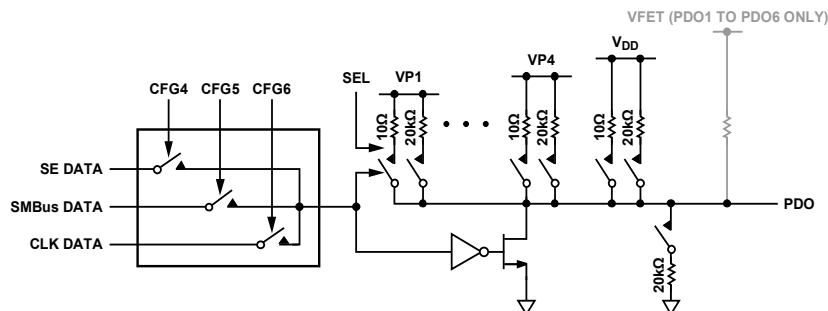 VFET (PDO1 TO PDO6 ONLY)
VDD
VP4
VP1
SEL
CFG4
CFG5
CFG6
10Ω
20kΩ
10Ω
20kΩ
10Ω
20kΩ
SE DATA
SMBus DATA
CLK DATA
PDO
20kΩ